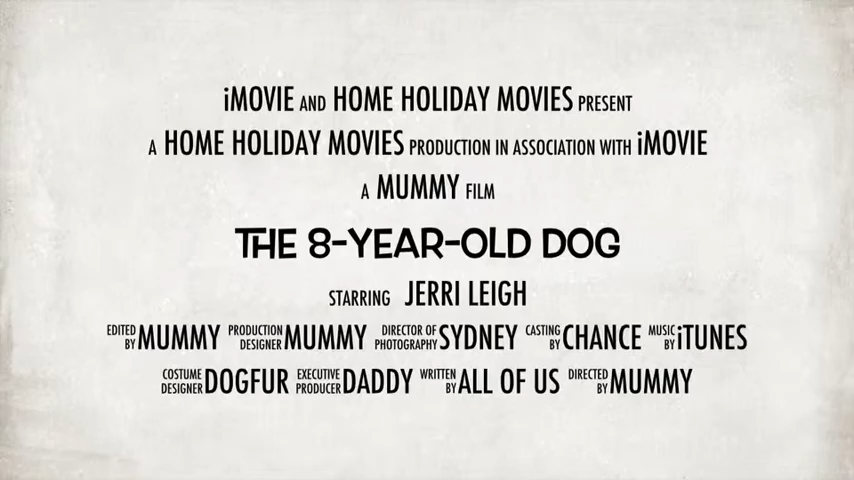 iMOVIE AND HOME HOLIDAY MOVIES PRESENT
A HOME HOLIDAY MOVIES PRODUCTION IN ASSOCIATION WITH iMOVIE
A MUMMY FILM
THE 8-YEAR-OLD DOG
STARRING JERRI LEIGH
EDITED BY MUMMY PRODUCTION DESIGNER MUMMY DIRECTOR OF PHOTOGRAPHY SYDNEY CASTING BY CHANCE MUSIC BY iTUNES
COSTUME DESIGNER DOGFUR EXECUTIVE PRODUCER DADDY WRITTEN BY ALL OF US DIRECTED BY MUMMY